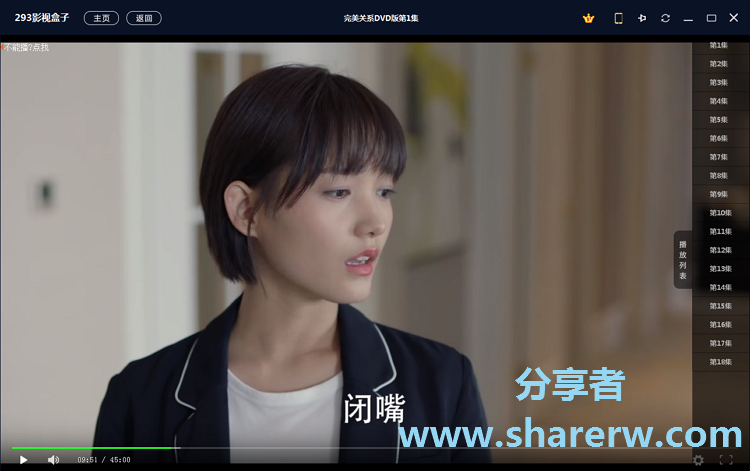 293影视盒子
主页
返回
完美关系DVD版第1集
不能播?点找
第1集
第2集
第3集
第4集
第5集
第6集
第7集
第8集
第9集
第10集
第11集
第12集
第13集
第14集
第15集
第16集
第17集
第18集
播放列表
闭嘴
分享者
www.sharerw.com
09:51 / 45:00